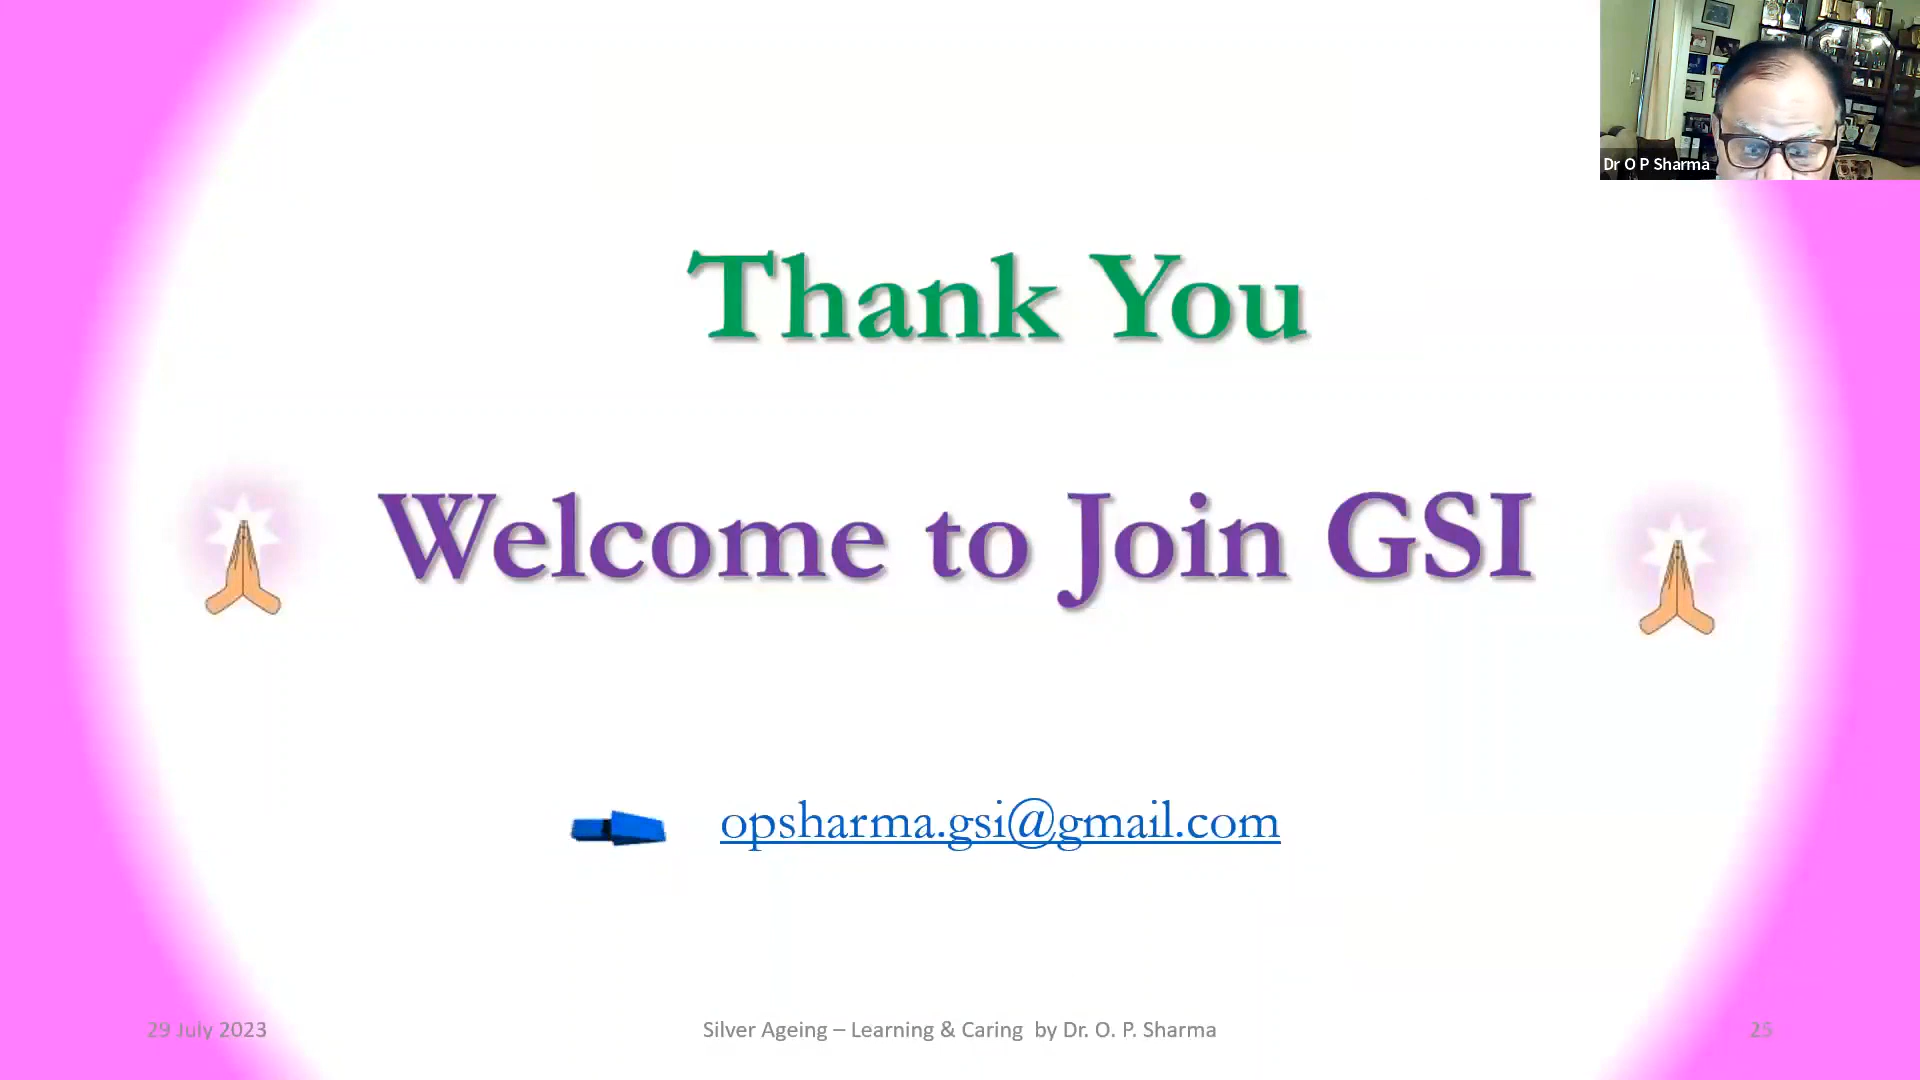 Dr O P Sharma
Thank You
Welcome to Join GSI
opsharma.gsi@gmail.com
29 July 2023
Silver Ageing – Learning & Caring by Dr. O. P. Sharma
25